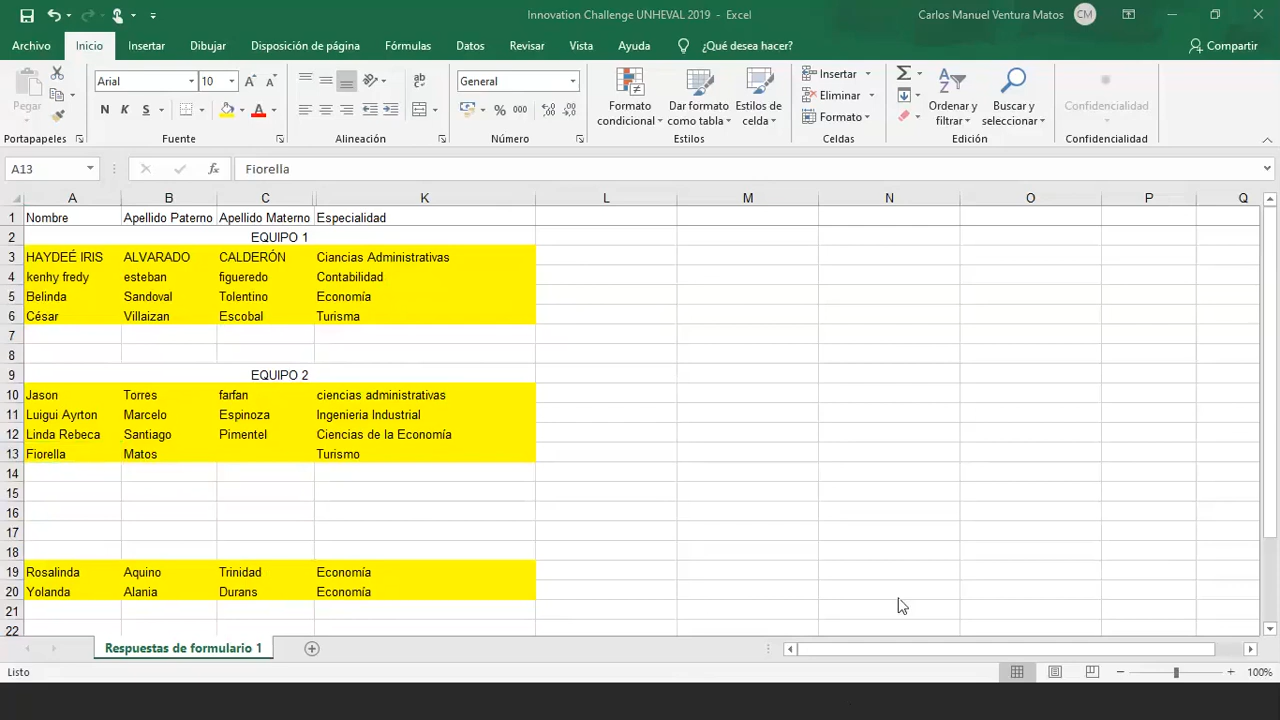 Innovation Challenge UNHEVAL 2019 - Excel Carlos Manuel Ventura Matos CM
Archivo Inicio Insertar Dibujar Disposición de página Fórmulas Datos Revisar Vista Ayuda ¿Qué desea hacer? Compartir
Arial 10 General Insertar
Pegar N K S 000 Formato condicional Dar formato como tabla Estilos de celda Eliminar Ordenar y filtrar Buscar y seleccionar Confidencialidad
Formato
Portapapeles Fuente Alineación Número Estilos Celdas Edición Confidencialidad
A13 fx Fiorella
A B C K L M N O P Q
1 Nombre Apellido Paterno Apellido Materno Especialidad
2 EQUIPO 1
3 HAYDEÉ IRIS ALVARADO CALDERÓN Ciancias Administrativas
4 kenhy fredy esteban figueredo Contabilidad
5 Belinda Sandoval Tolentino Economía
6 César Villaizan Escobal Turisma
7
8
9 EQUIPO 2
10 Jason Torres farfan ciencias administrativas
11 Luigui Ayrton Marcelo Espinoza Ingenieria Industrial
12 Linda Rebeca Santiago Pimentel Ciencias de la Economía
13 Fiorella Matos Turismo
14
15
16
17
18
19 Rosalinda Aquino Trinidad Economía
20 Yolanda Alania Durans Economía
21
22
Respuestas de formulario 1
Listo 100%